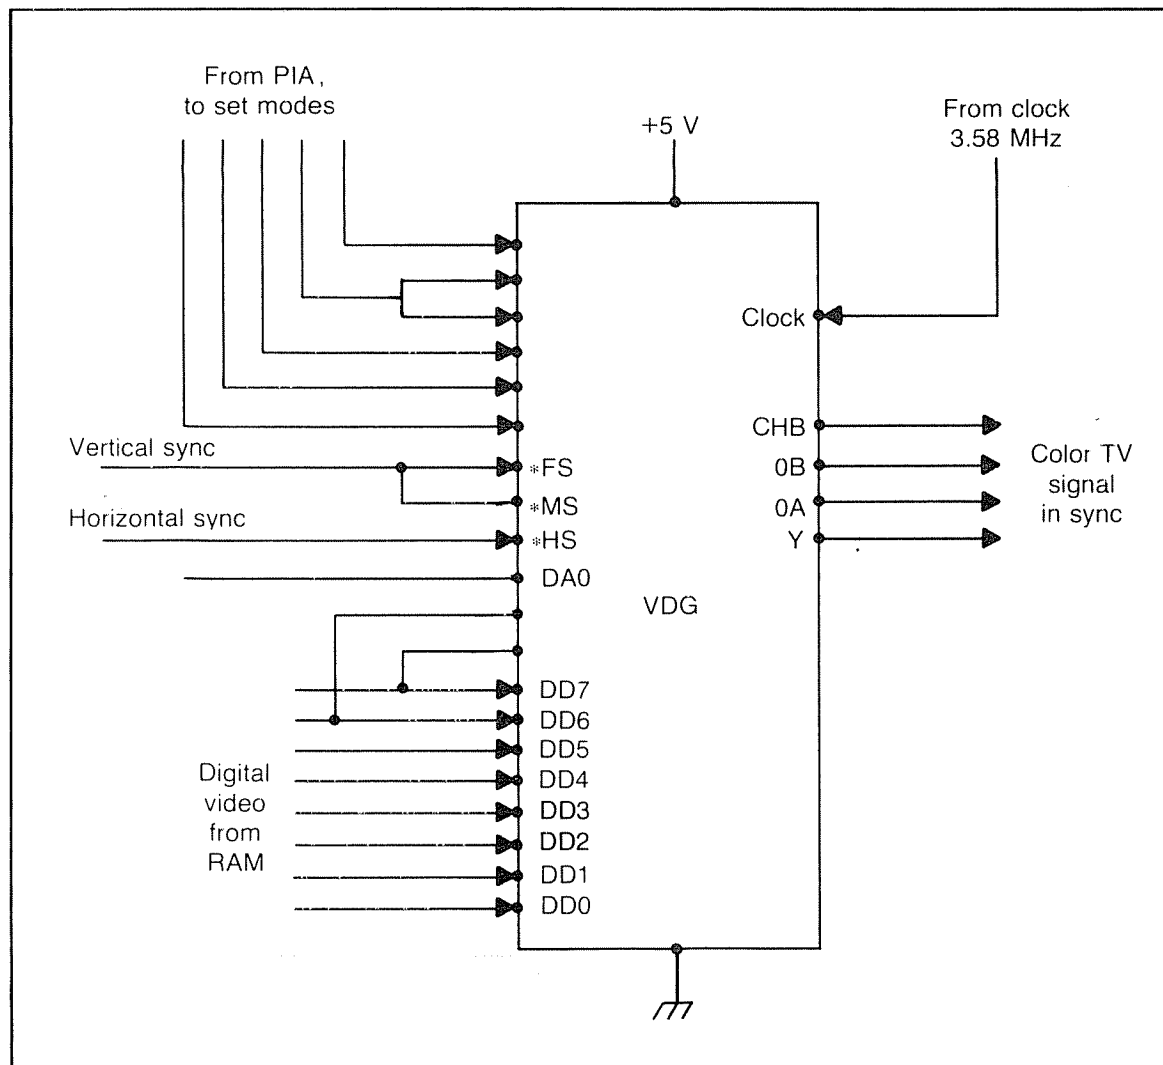 From PIA,
to set modes
+5 V
From clock
3.58 MHz
Clock
Vertical sync
Horizontal sync
*FS
*MS
*HS
DA0
CHB
0B
0A
Y
Color TV
signal
in sync
VDG
DD7
DD6
DD5
DD4
DD3
DD2
DD1
DD0
Digital
video
from
RAM